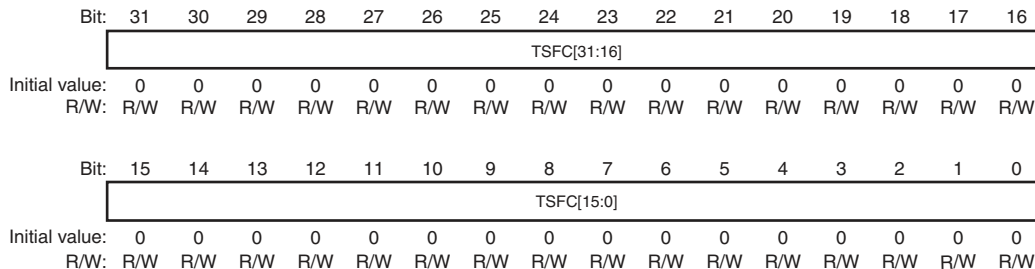 Bit: 31 30 29 28 27 26 25 24 23 22 21 20 19 18 17 16
TSFC[31:16]
Initial value: 0 0 0 0 0 0 0 0 0 0 0 0 0 0 0 0
R/W: R/W R/W R/W R/W R/W R/W R/W R/W R/W R/W R/W R/W R/W R/W R/W R/W
Bit: 15 14 13 12 11 10 9 8 7 6 5 4 3 2 1 0
TSFC[15:0]
Initial value: 0 0 0 0 0 0 0 0 0 0 0 0 0 0 0 0
R/W: R/W R/W R/W R/W R/W R/W R/W R/W R/W R/W R/W R/W R/W R/W R/W R/W